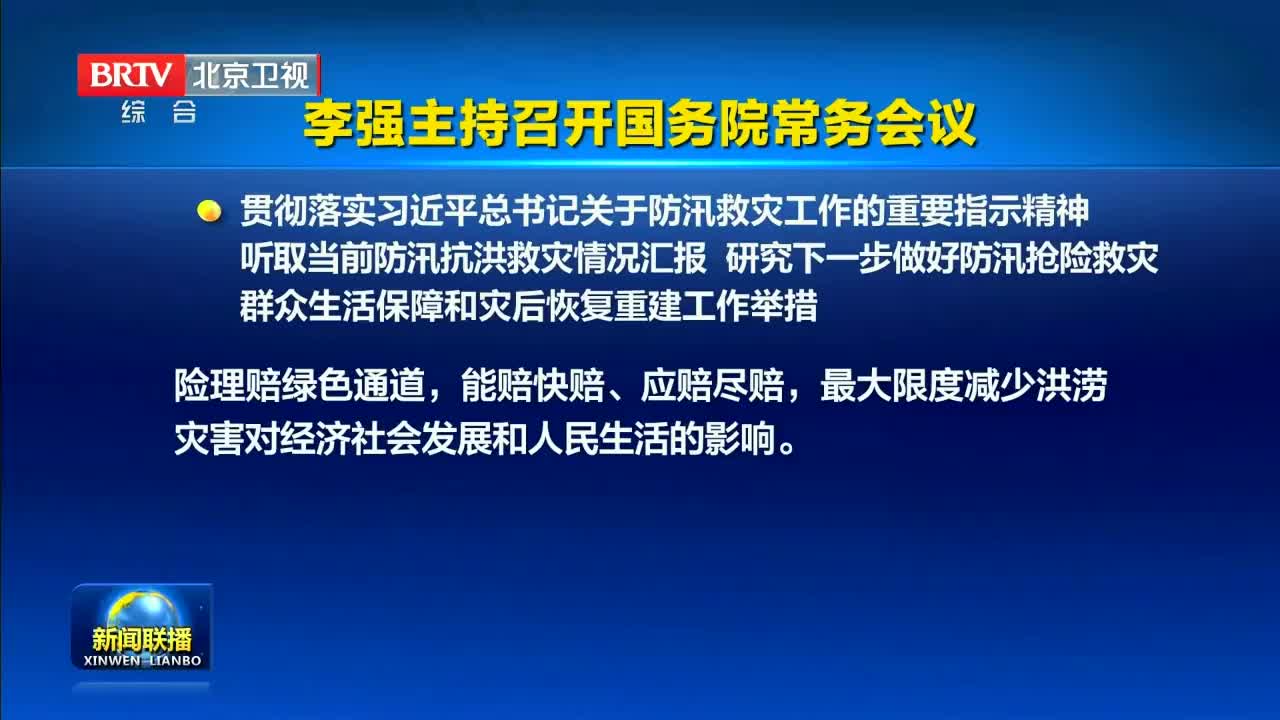 BRTV 北京卫视
综合
李强主持召开国务院常务会议
贯彻落实习近平总书记关于防汛救灾工作的重要指示精神
听取当前防汛抗洪救灾情况汇报 研究下一步做好防汛抢险救灾
群众生活保障和灾后恢复重建工作举措
险理赔绿色通道，能赔快赔、应赔尽赔，最大限度减少洪涝
灾害对经济社会发展和人民生活的影响。
新闻联播
XINWEN LIANBO